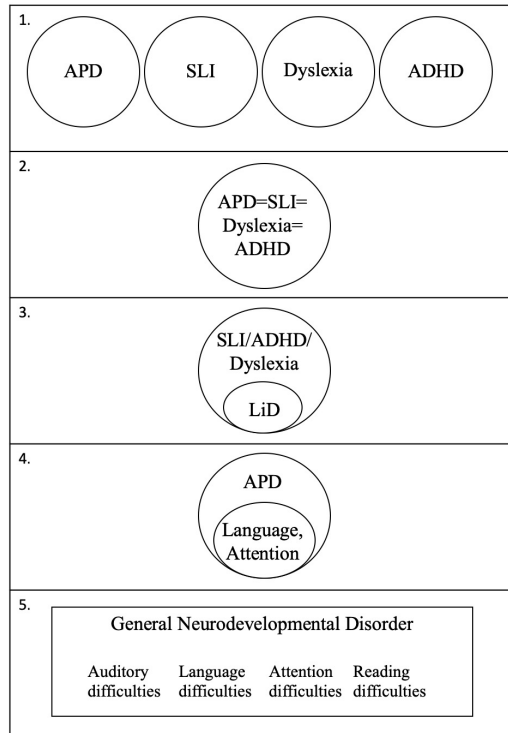 1.
APD SLI Dyslexia ADHD
2.
APD=SLI=
Dyslexia=
ADHD
3.
SLI/ADHD/
Dyslexia
LiD
4.
APD
Language,
Attention
5.
General Neurodevelopmental Disorder
Auditory Language Attention Reading
difficulties difficulties difficulties difficulties